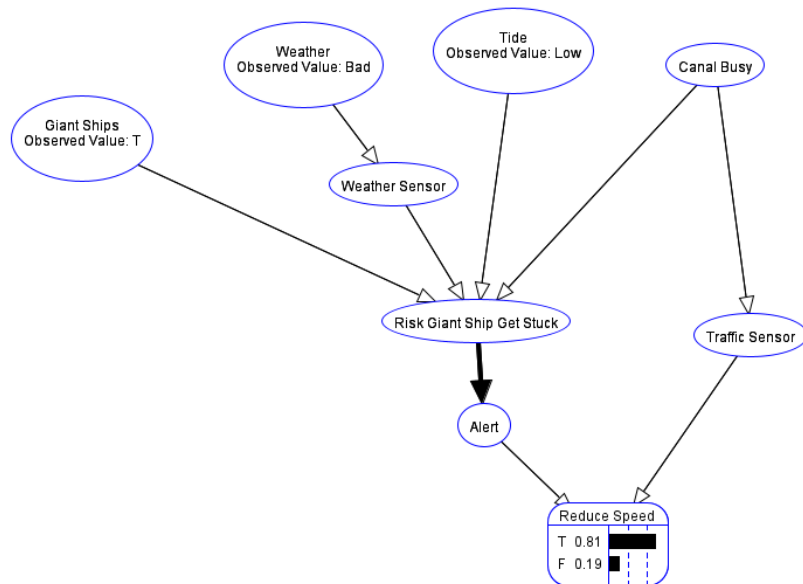 Weather
Observed Value: Bad
Tide
Observed Value: Low
Canal Busy
Giant Ships
Observed Value: T
Weather Sensor
Risk Giant Ship Get Stuck
Traffic Sensor
Alert
Reduce Speed
T 0.81
F 0.19